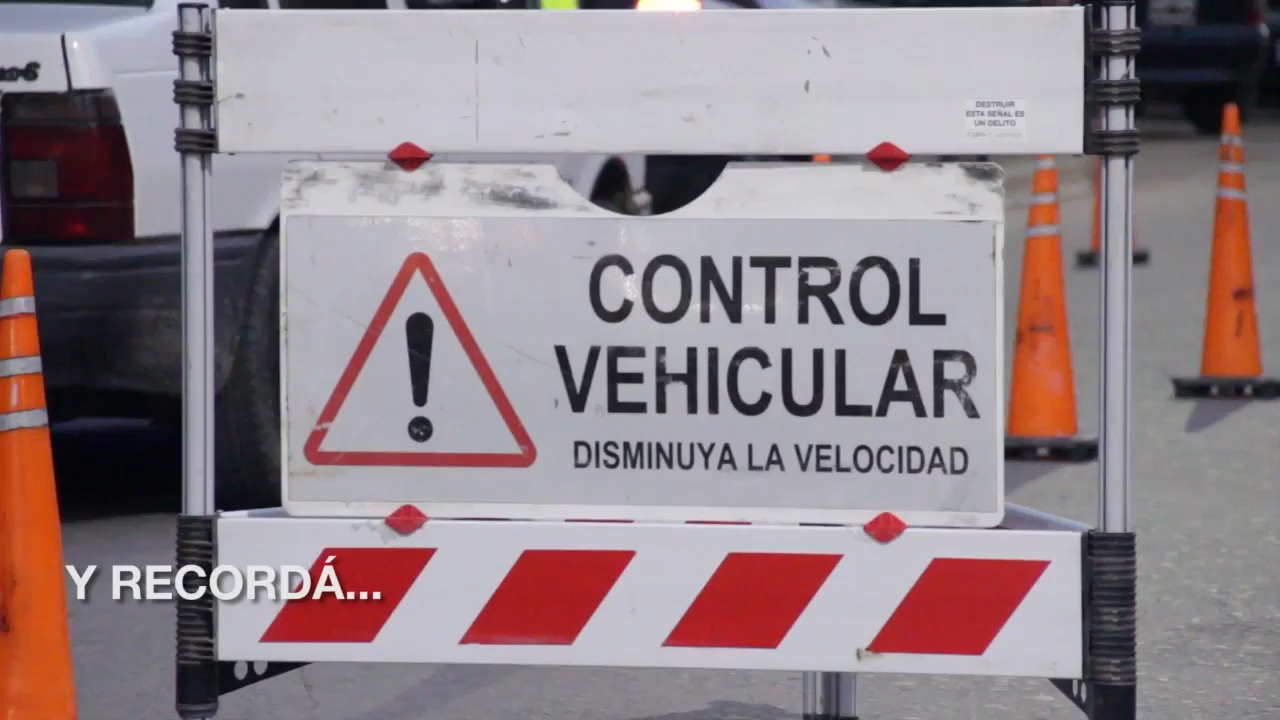 DESTRUIR
ESTA SEÑAL ES
UN DELITO
CONTROL
VEHICULAR
DISMINUYA LA VELOCIDAD
Y RECORDÁ...